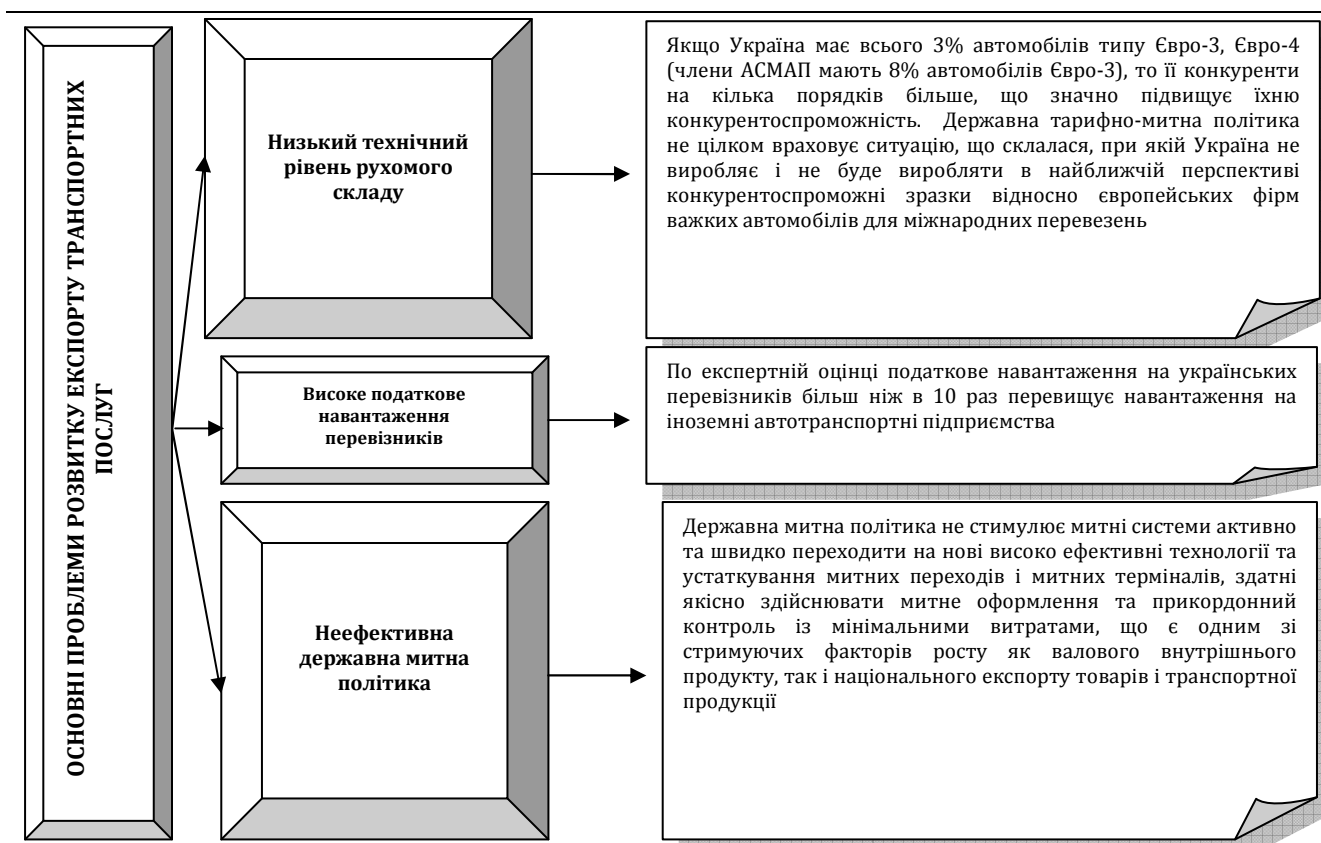 ОСНОВНІ ПРОБЛЕМИ РОЗВИТКУ ЕКСПОРТУ ТРАНСПОРТНИХ
ПОСЛУГ
Низький технічний
рівень рухомого
складу
Якщо Україна має всього 3% автомобілів типу Євро-3, Євро-4
(члени АСМАП мають 8% автомобілів Євро-3), то її конкуренти
на кілька порядків більше, що значно підвищує їхню
конкурентоспроможність. Державна тарифно-митна політика
не цілком враховує ситуацію, що склалася, при якій Україна не
виробляє і не буде виробляти в найближчій перспективі
конкурентоспроможні зразки відносно європейських фірм
важких автомобілів для міжнародних перевезень
Високе податкове
навантаження
перевізників
По експертній оцінці податкове навантаження на українських
перевізників більш ніж в 10 раз перевищує навантаження на
іноземні автотранспортні підприємства
Неефективна
державна митна
політика
Державна митна політика не стимулює митні системи активно
та швидко переходити на нові високо ефективні технології та
устаткування митних переходів і митних терміналів, здатні
якісно здійснювати митне оформлення та прикордонний
контроль із мінімальними витратами, що є одним зі
стримуючих факторів росту як валового внутрішнього
продукту, так і національного експорту товарів і транспортної
продукції